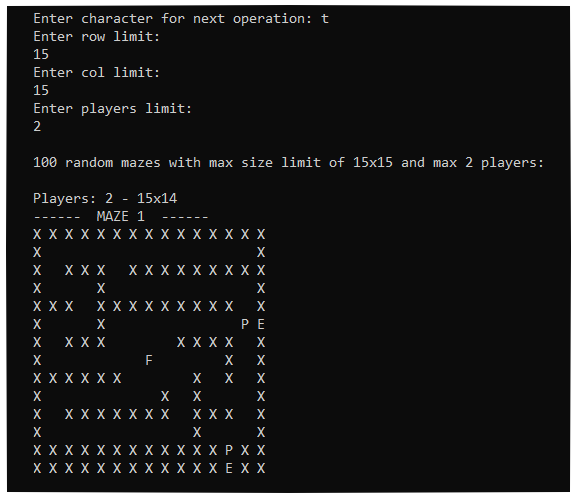 Enter character for next operation: t
Enter row limit:
15
Enter col limit:
15
Enter players limit:
2
100 random mazes with max size limit of 15x15 and max 2 players:
Players: 2 - 15x14
------  MAZE 1  ------
X X X X X X X X X X X X X X X
X                           X
X   X X X   X X X X X X X X X
X       X                   X
X X X   X X X X X X X X X   X
X       X                 P E
X   X X X         X X X X   X
X             F         X   X
X X X X X X         X   X   X
X               X   X       X
X   X X X X X X X   X X X   X
X                   X       X
X X X X X X X X X X X X P X X
X X X X X X X X X X X X E X X